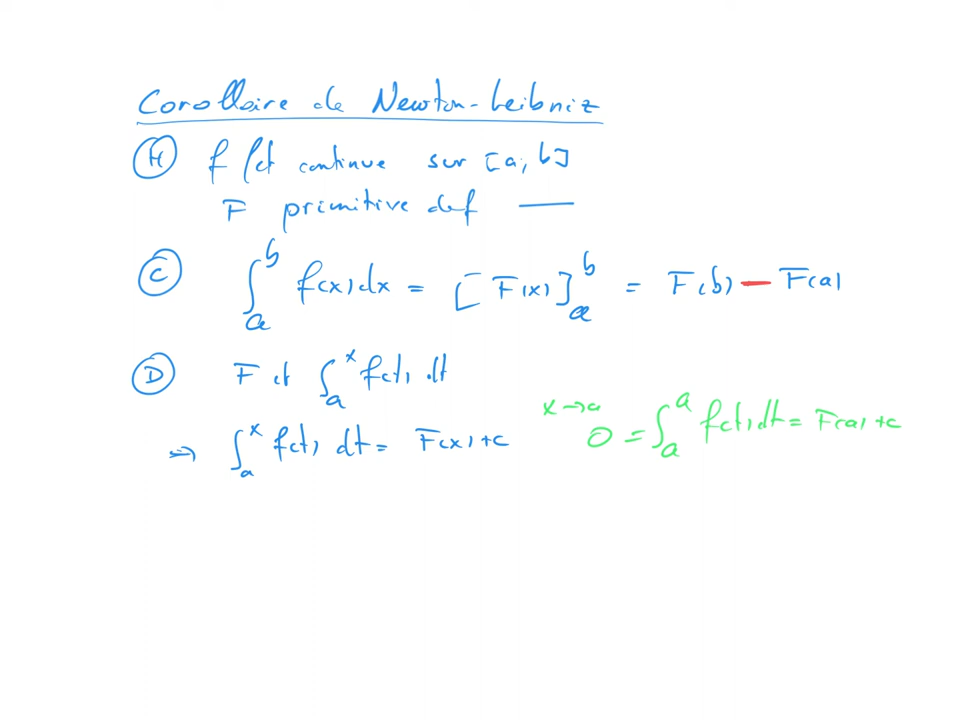 Corollaire de Newton-Leibniz
(H) f fct continue sur [a, b]
F primitive de f —
(C) ∫_a^b f(x)dx = [F(x)]_a^b = F(b) - F(a)
(D) F et ∫_a^x f(t) dt
⇒ ∫_a^x f(t) dt = F(x)+c
x→a
0 = ∫_a^a f(t)dt = F(a)+c